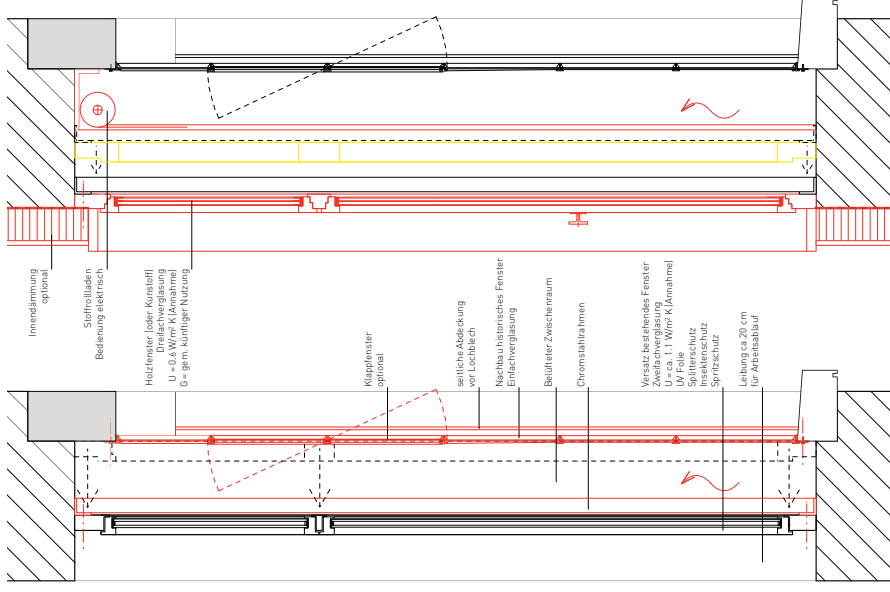 Innendämmung
optional
Stoffrollladen
Bedienung elektrisch
Holzfenster (oder Kunstoff)
Dreifachverglasung
U = 0.6 W/m² K (Annahme)
G = gem. künftiger Nutzung
Klappfenster
optional
seitliche Abdeckung
vor Lochblech
Nachbau historisches Fenster
Einfachverglasung
Belüfteter Zwischenraum
Chromstahlrahmen
Versatz bestehendes Fenster
Zweifachverglasung
U = ca. 1.1 W/m² K (Annahme)
UV Folie
Splitterschutz
Insektenschutz
Spritzschutz
Leibung ca.20 cm
für Arbeitsablauf